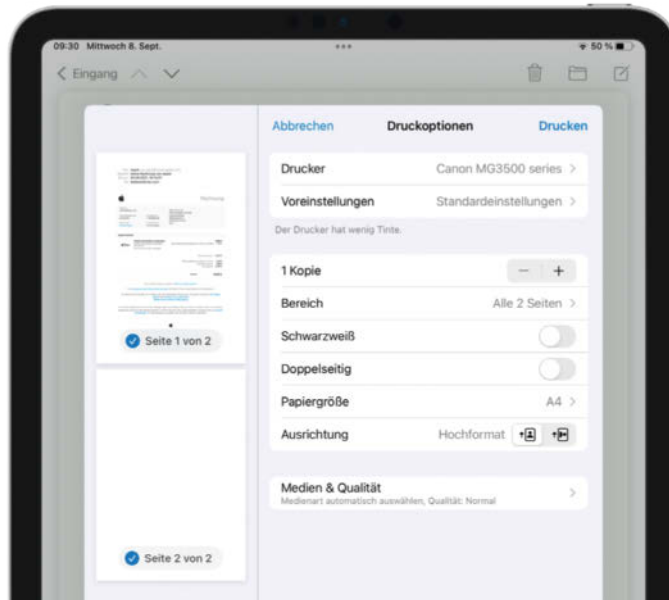 09:30 Mittwoch 8. Sept.
50 %
Eingang
Abbrechen
Druckoptionen
Drucken
Drucker
Canon MG3500 series
Voreinstellungen
Standardeinstellungen
Der Drucker hat wenig Tinte.
1 Kopie
Bereich
Alle 2 Seiten
Schwarzweiß
Doppelseitig
Papiergröße
A4
Ausrichtung
Hochformat
Medien & Qualität
Medienart automatisch auswählen, Qualität: Normal
Rechnung
Seite 1 von 2
Seite 2 von 2